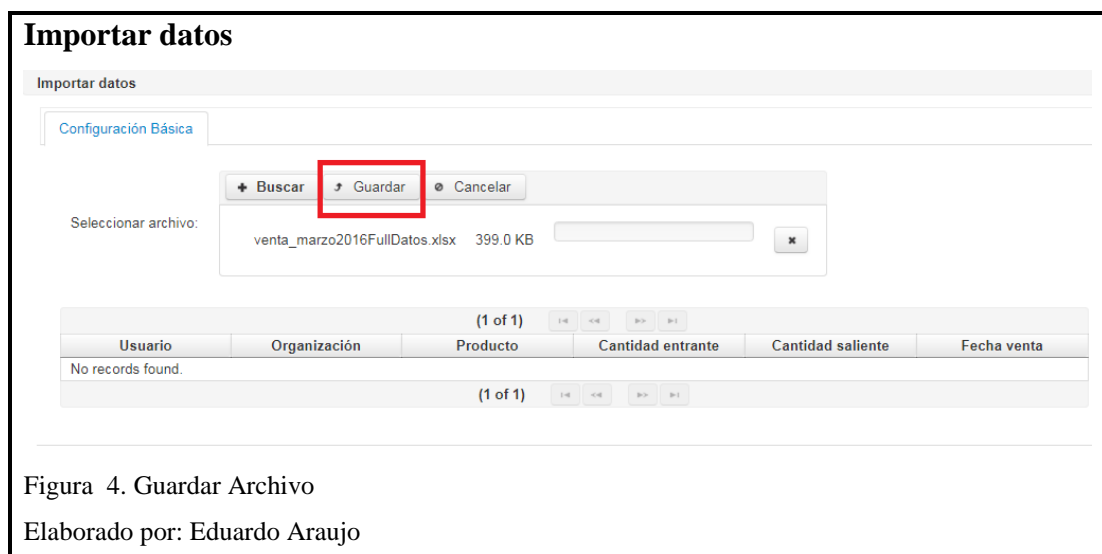 Importar datos
Importar datos
Configuración Básica
Buscar Guardar Cancelar
Seleccionar archivo:
venta_marzo2016FullDatos.xlsx 399.0 KB
(1 of 1)
Usuario Organización Producto Cantidad entrante Cantidad saliente Fecha venta
No records found.
(1 of 1)
Figura 4. Guardar Archivo
Elaborado por: Eduardo Araujo